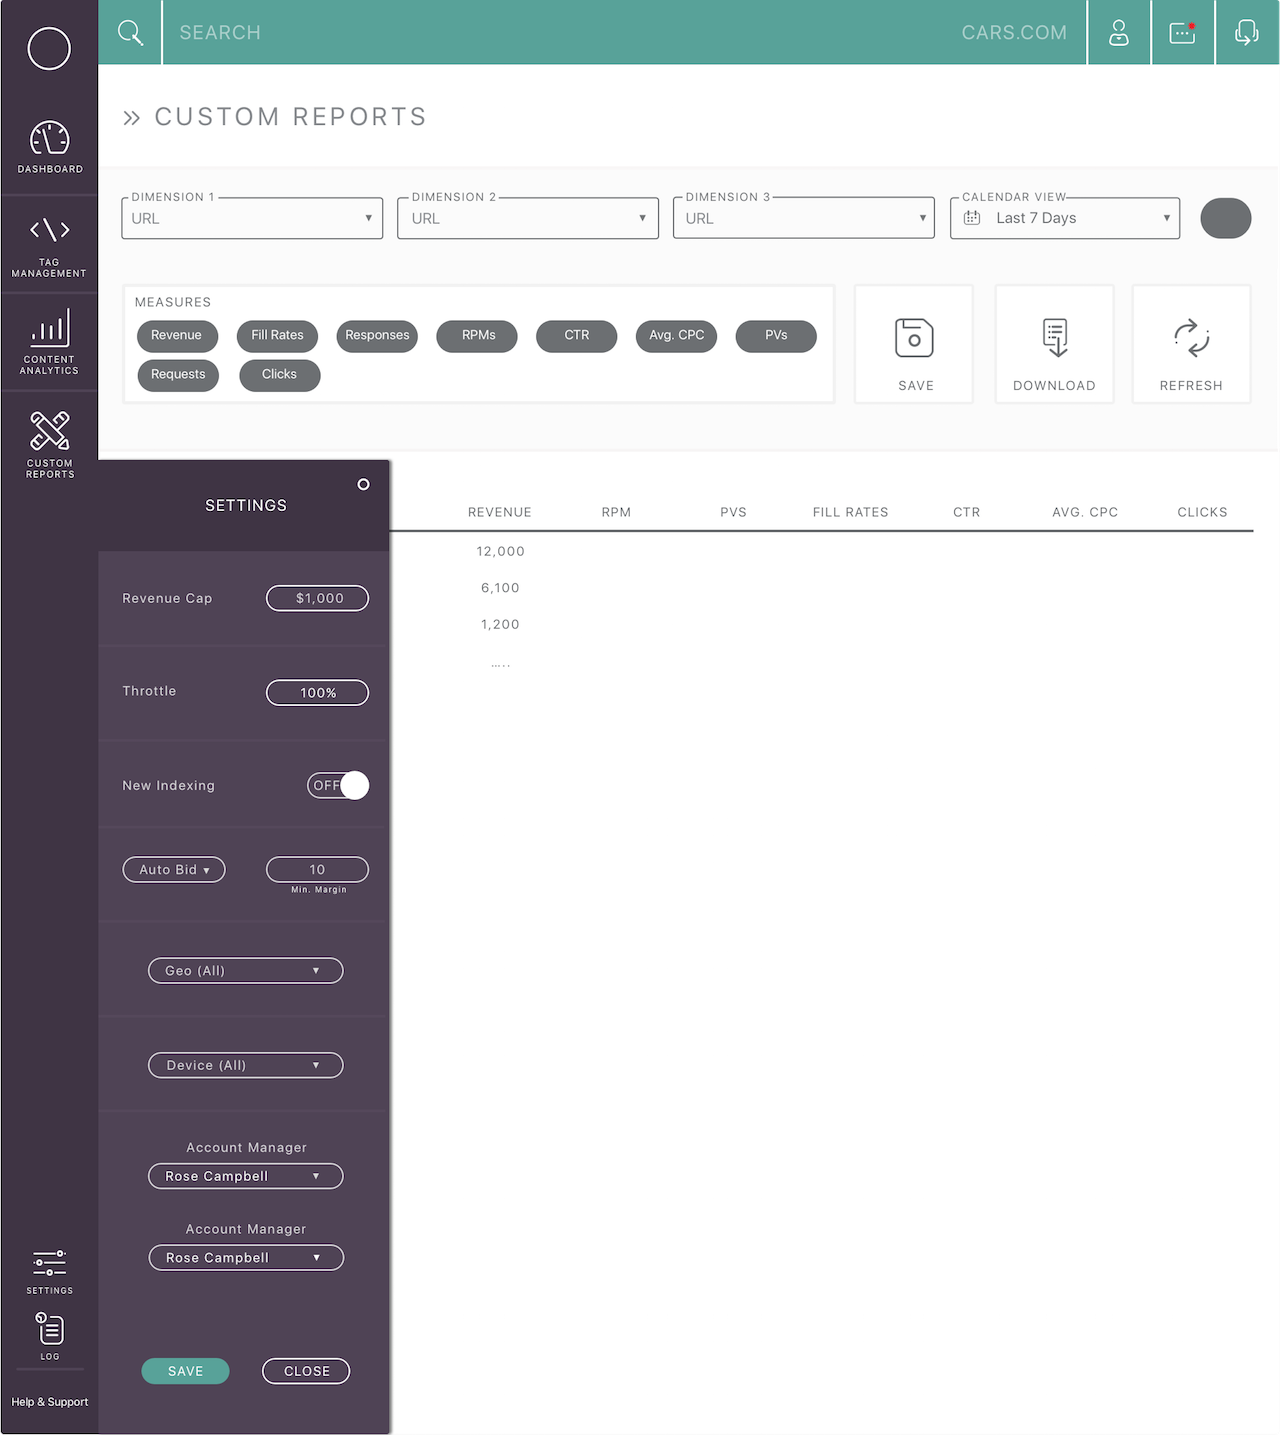 SEARCH
CARS.COM
DASHBOARD
TAG
MANAGEMENT
CONTENT
ANALYTICS
CUSTOM
REPORTS
SETTINGS
LOG
Help & Support
» CUSTOM REPORTS
DIMENSION 1
URL ▾
DIMENSION 2
URL ▾
DIMENSION 3
URL ▾
CALENDAR VIEW
Last 7 Days ▾
MEASURES
Revenue Fill Rates Responses RPMs CTR Avg. CPC PVs
Requests Clicks
SAVE
DOWNLOAD
REFRESH
REVENUE RPM PVS FILL RATES CTR AVG. CPC CLICKS
12,000
6,100
1,200
.....
SETTINGS
Revenue Cap $1,000
Throttle 100%
New Indexing OFF
Auto Bid ▾ 10
Min. Margin
Geo (All) ▾
Device (All) ▾
Account Manager
Rose Campbell ▾
Account Manager
Rose Campbell ▾
SAVE CLOSE